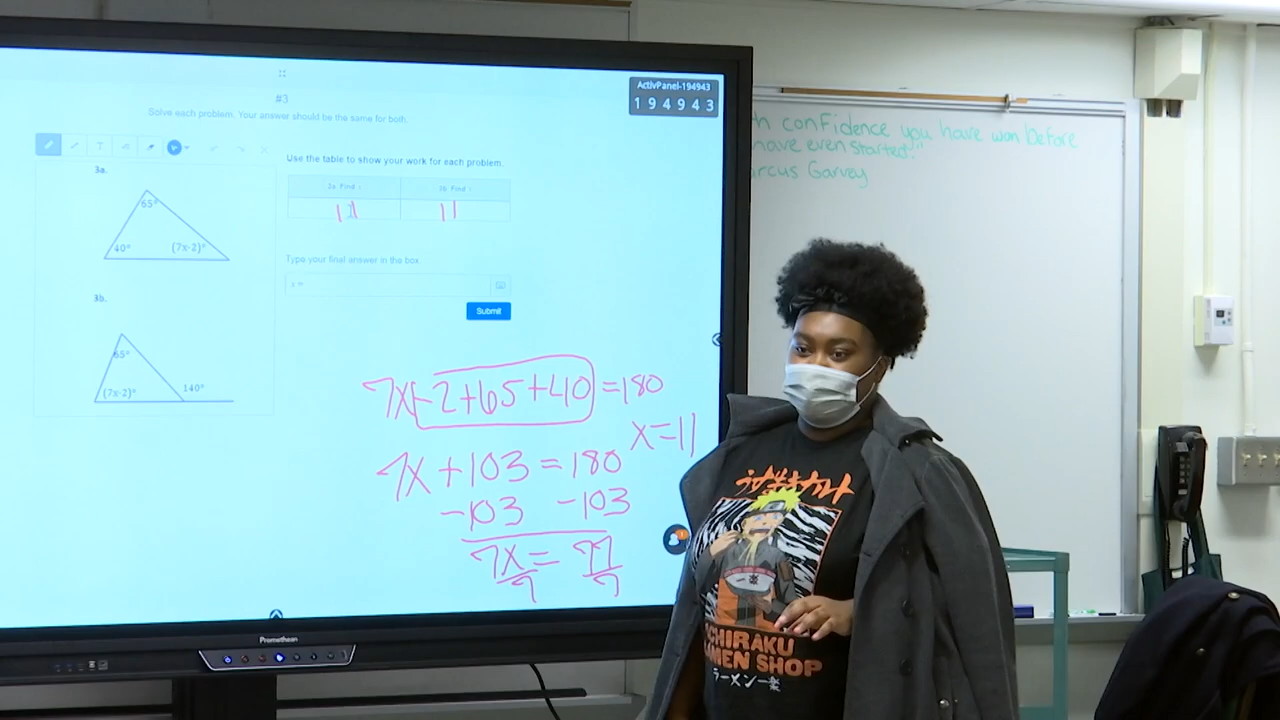 ActivPanel-194943
194943
#3
Solve each problem. Your answer should be the same for both.
3a.
65°
40°
(7x-2)°
3b.
65°
(7x-2)°
140°
Use the table to show your work for each problem.
Find
3b Find
11
11
Type your final answer in the box.
x =
Submit
7x-2+65+40=180
x=11
7x+103=180
-103 -103
7x= 77
7 7
Promethean
confidence you have won before
have even started."
rcus Garvey
ラーメン一楽
一楽
CHIRAKU
MEN SHOP